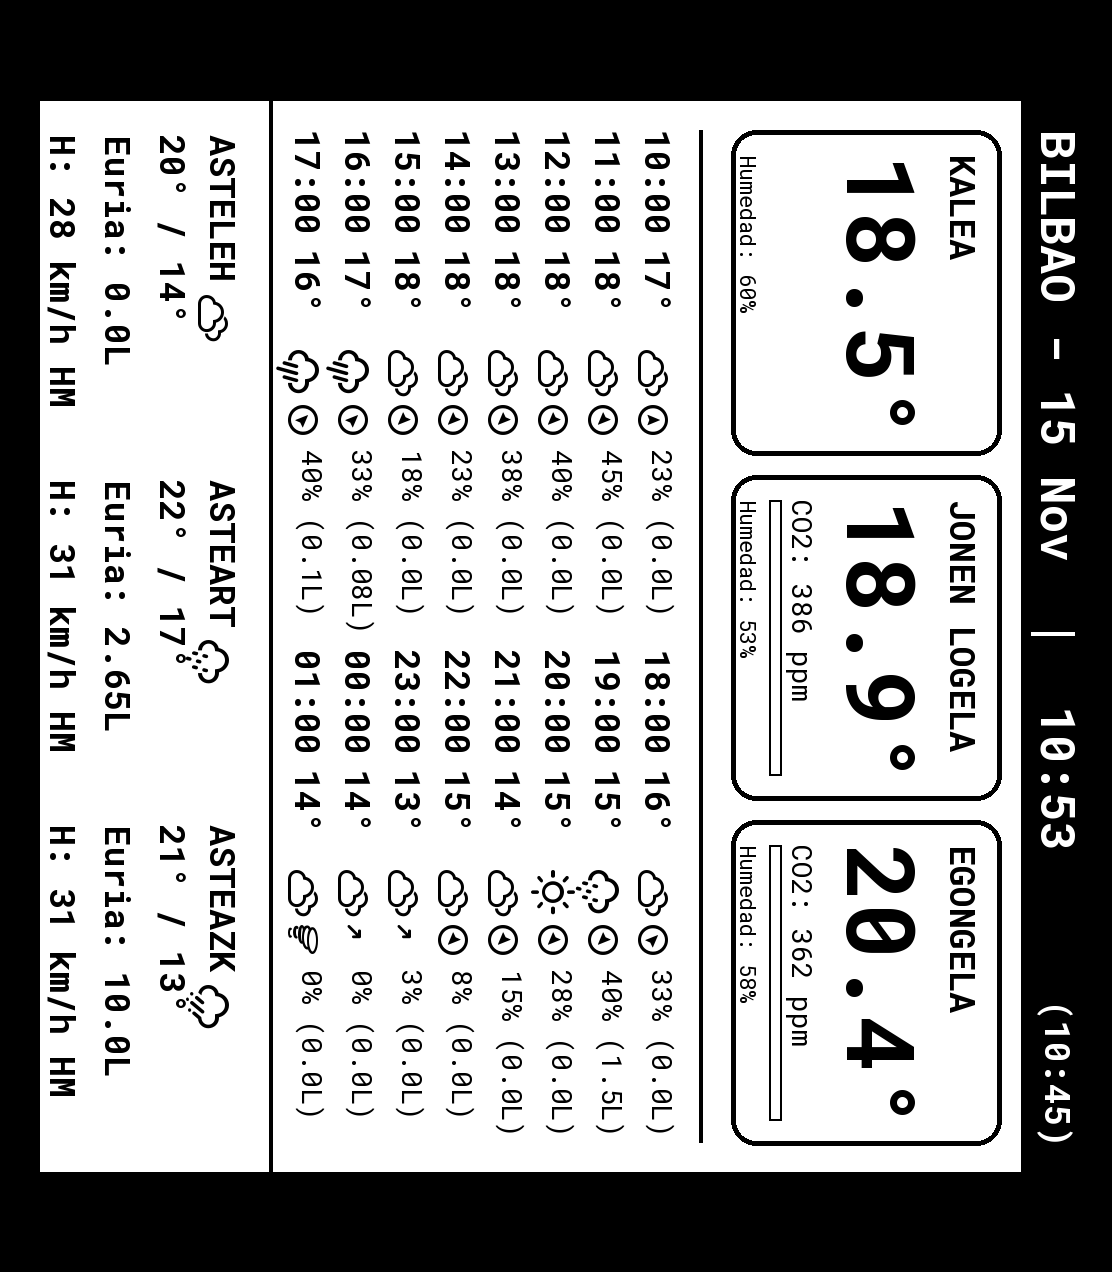 BILBAO - 15 Nov | 10:53 (10:45)
KALEA
18.5°
Humedad: 60%
JONEN LOGELA
18.9°
CO2: 386 ppm
Humedad: 53%
EGONGELA
20.4°
CO2: 362 ppm
Humedad: 58%
10:00 17° 23% (0.0L)
11:00 18° 45% (0.0L)
12:00 18° 40% (0.0L)
13:00 18° 38% (0.0L)
14:00 18° 23% (0.0L)
15:00 18° 18% (0.0L)
16:00 17° 33% (0.08L)
17:00 16° 40% (0.1L)
18:00 16° 33% (0.0L)
19:00 15° 40% (1.5L)
20:00 15° 28% (0.0L)
21:00 14° 15% (0.0L)
22:00 15° 8% (0.0L)
23:00 13° 3% (0.0L)
00:00 14° 0% (0.0L)
01:00 14° 0% (0.0L)
ASTELEH
20° / 14°
Euria: 0.0L
H: 28 km/h HM
ASTEART
22° / 17°
Euria: 2.65L
H: 31 km/h HM
ASTEAZK
21° / 13°
Euria: 10.0L
H: 31 km/h HM